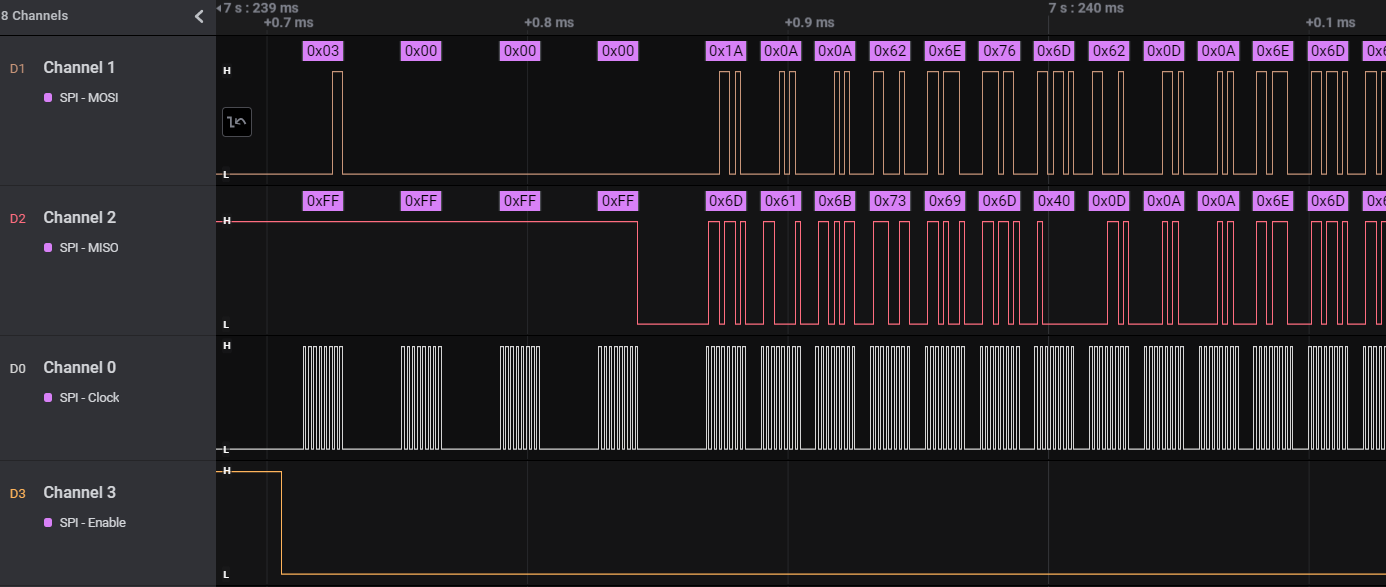 8 Channels
7 s : 239 ms
7 s : 240 ms
+0.7 ms
+0.8 ms
+0.9 ms
+0.1 ms
0x03 0x00 0x00 0x00 0x1A 0x0A 0x0A 0x62 0x6E 0x76 0x6D 0x62 0x0D 0x0A 0x6E 0x6D
D1 Channel 1
H
SPI - MOSI
L
0xFF 0xFF 0xFF 0xFF 0x6D 0x61 0x6B 0x73 0x69 0x6D 0x40 0x0D 0x0A 0x0A 0x6E 0x6D
D2 Channel 2
H
SPI - MISO
L
H
D0 Channel 0
SPI - Clock
L
H
D3 Channel 3
SPI - Enable
L